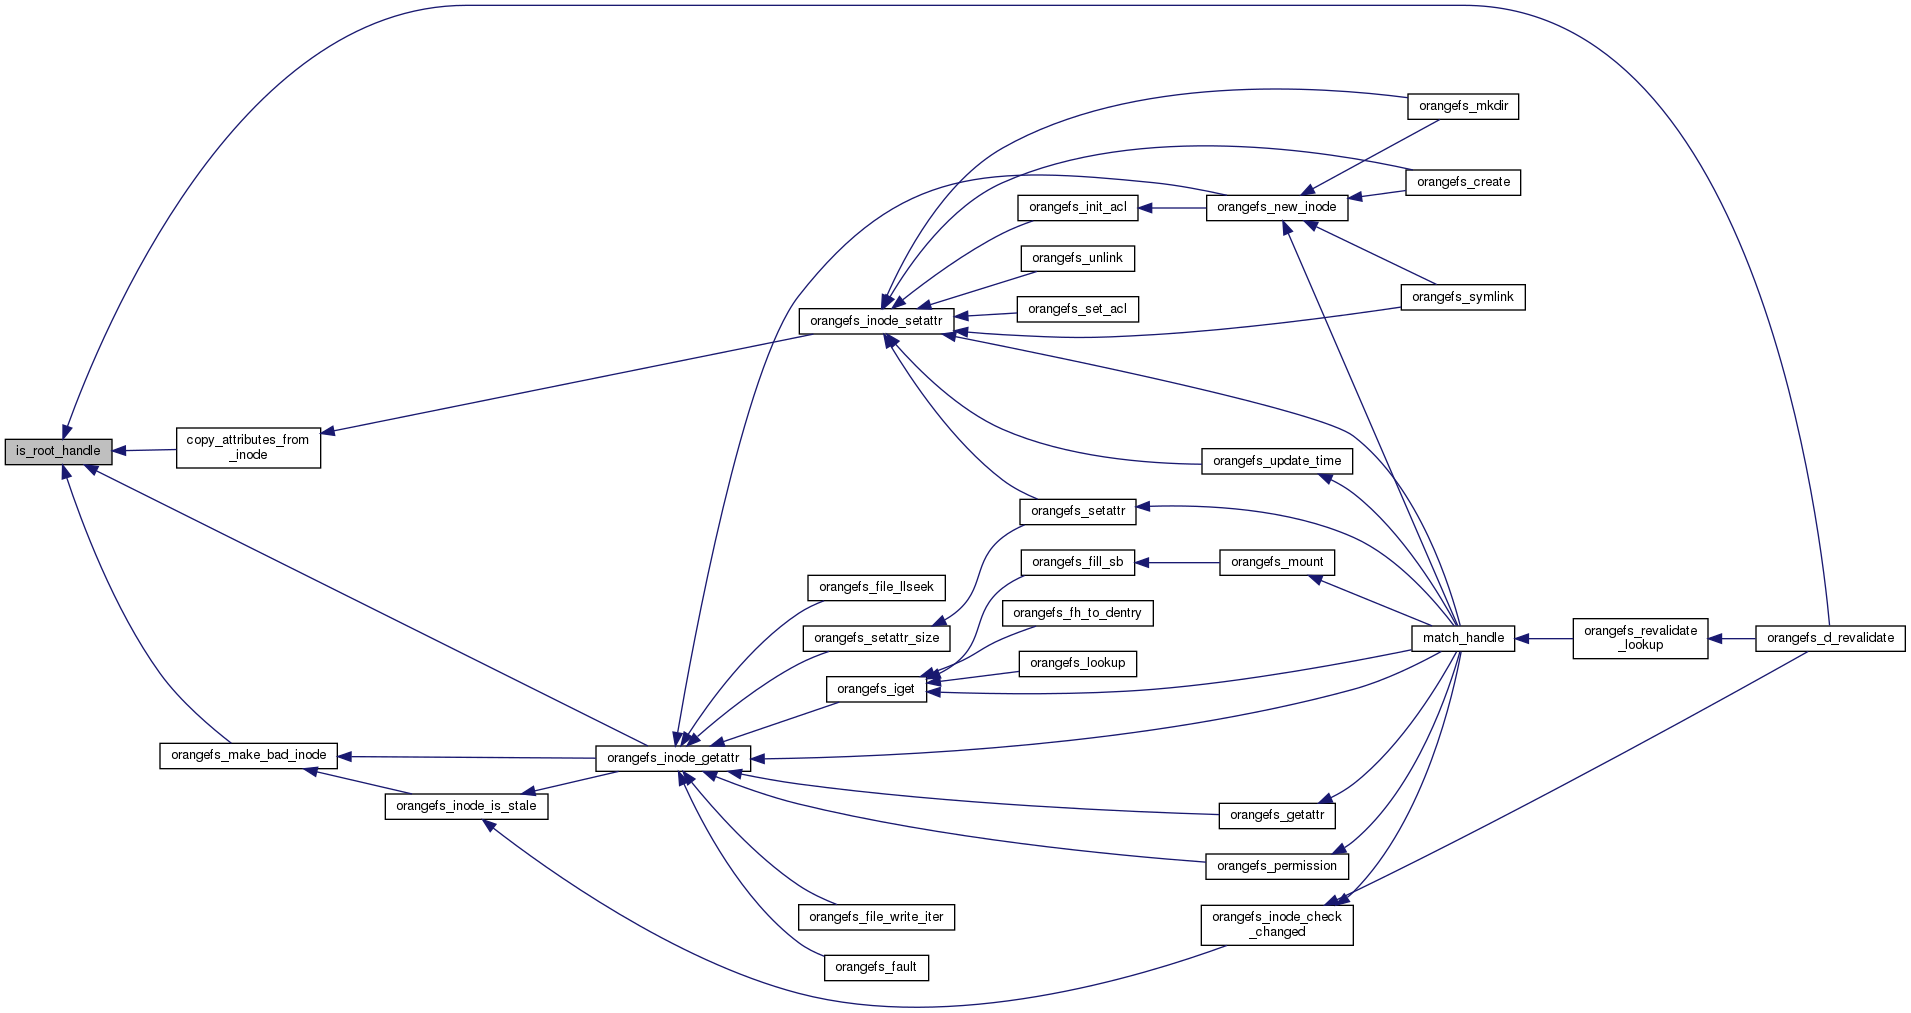 orangefs_mkdir
orangefs_create
orangefs_init_acl
orangefs_new_inode
orangefs_unlink
orangefs_symlink
orangefs_set_acl
orangefs_inode_setattr
copy_attributes_from
_inode
is_root_handle
orangefs_update_time
orangefs_setattr
orangefs_fill_sb
orangefs_mount
orangefs_file_llseek
orangefs_fh_to_dentry
orangefs_setattr_size
match_handle
orangefs_revalidate
_lookup
orangefs_d_revalidate
orangefs_lookup
orangefs_iget
orangefs_make_bad_inode
orangefs_inode_getattr
orangefs_inode_is_stale
orangefs_getattr
orangefs_permission
orangefs_file_write_iter
orangefs_inode_check
_changed
orangefs_fault